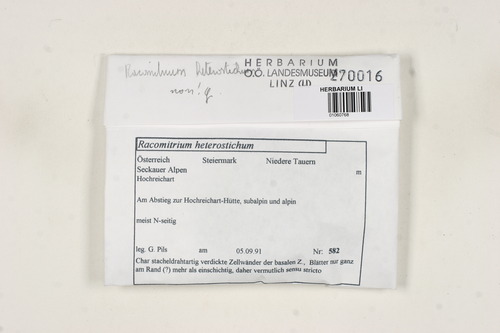 Racomitrium heterostichum
non! g.
HERBARIUM
O.Ö. LANDESMUSEUM
LINZ
270016
HERBARIUM LI
01060766
Racomitrium heterostichum
Österreich Steiermark Niedere Tauern
Seckauer Alpen m
Hochreichart
Am Abstieg zur Hochreichart-Hütte, subalpin und alpin
meist N-seitig
leg. G. Pils am 05.09.91 Nr: 582
Char stacheldrahtartig verdickte Zellwänder der basalen Z., Blätter nur ganz
am Rand (?) mehr als einschichtig, daher vermutlich sensu stricto